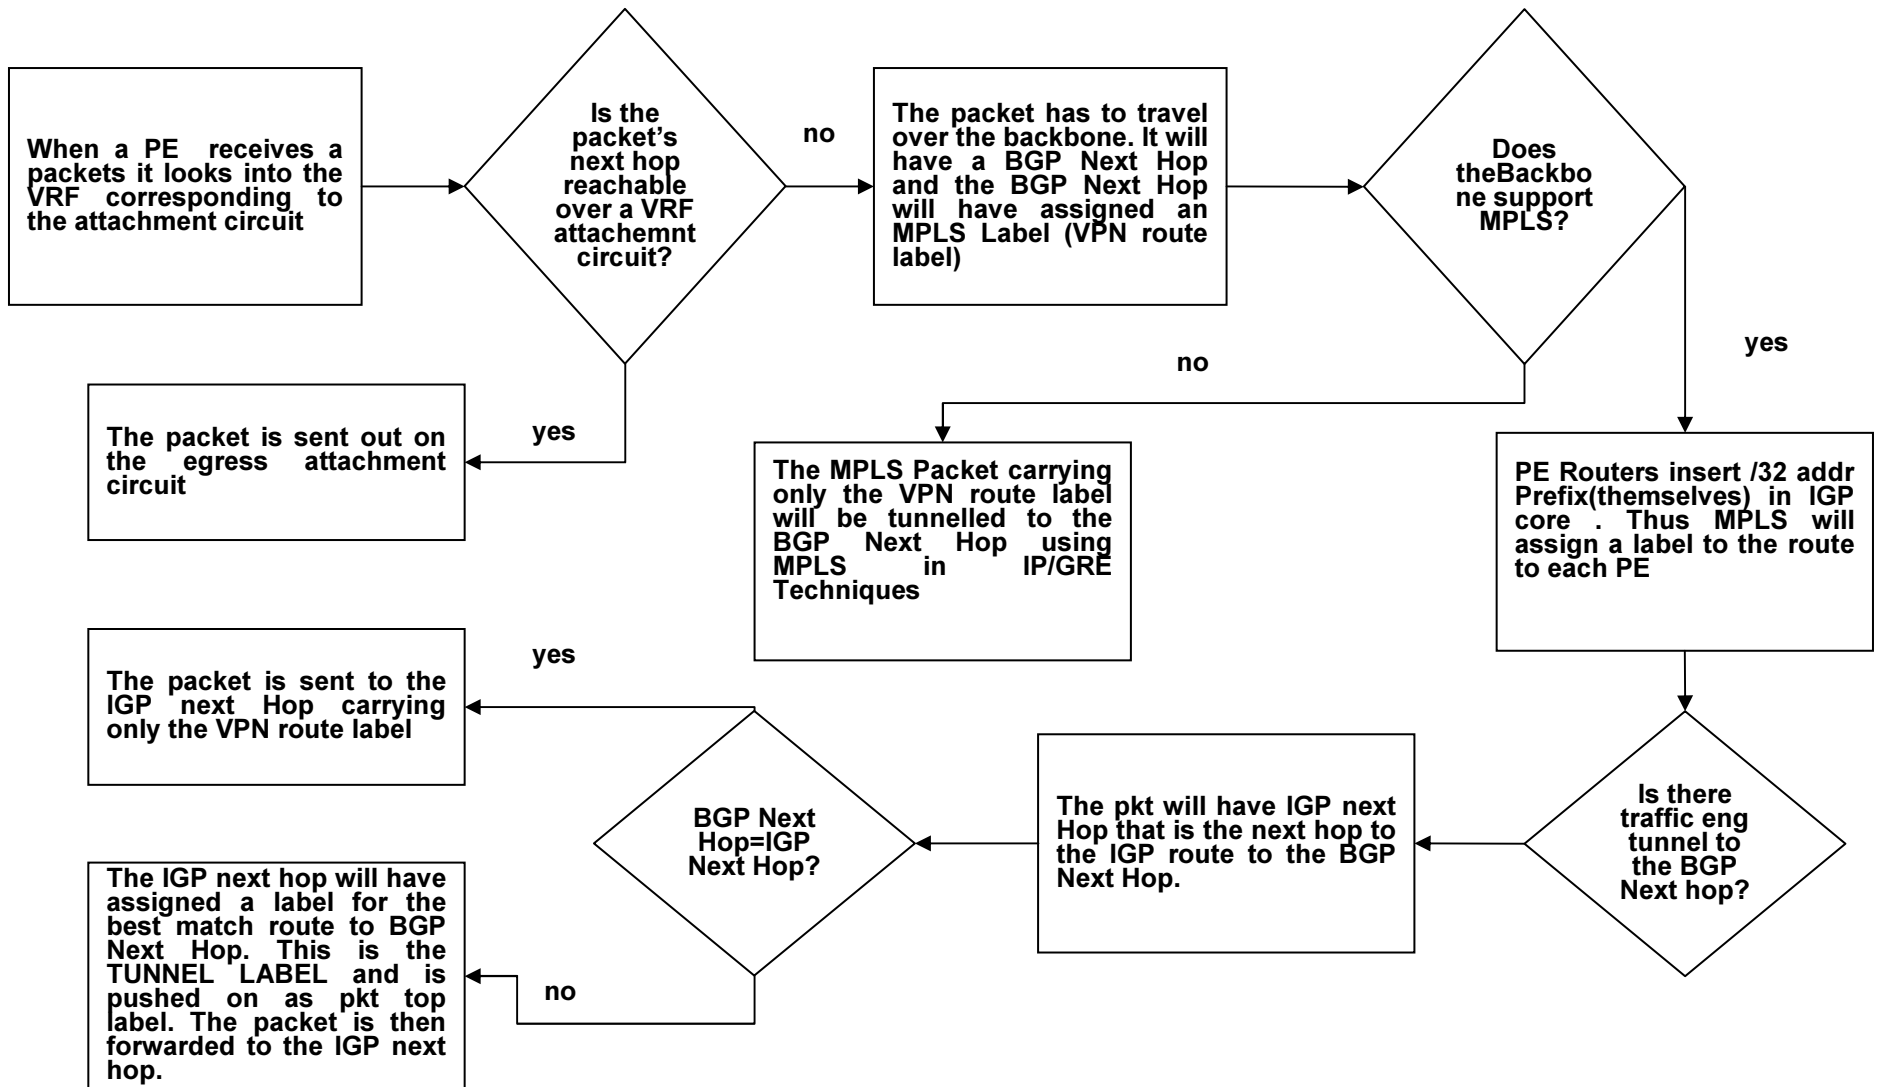 When a PE receives a
packets it looks into the
VRF corresponding to
the attachment circuit
Is the
packet's
next hop
reachable
over a VRF
attachemnt
circuit?
no
The packet has to travel
over the backbone. It will
have a BGP Next Hop
and the BGP Next Hop
will have assigned an
MPLS Label (VPN route
label)
Does
theBackbo
ne support
MPLS?
yes
no
yes
The packet is sent out on
the egress attachment
circuit
The MPLS Packet carrying
only the VPN route label
will be tunnelled to the
BGP Next Hop using
MPLS in IP/GRE
Techniques
PE Routers insert /32 addr
Prefix(themselves) in IGP
core . Thus MPLS will
assign a label to the route
to each PE
yes
The packet is sent to the
IGP next Hop carrying
only the VPN route label
BGP Next
Hop=IGP
Next Hop?
The pkt will have IGP next
Hop that is the next hop to
the IGP route to the BGP
Next Hop.
Is there
traffic eng
tunnel to
the BGP
Next hop?
The IGP next hop will have
assigned a label for the
best match route to BGP
Next Hop. This is the
TUNNEL LABEL and is
pushed on as pkt top
label. The packet is then
forwarded to the IGP next
hop.
no